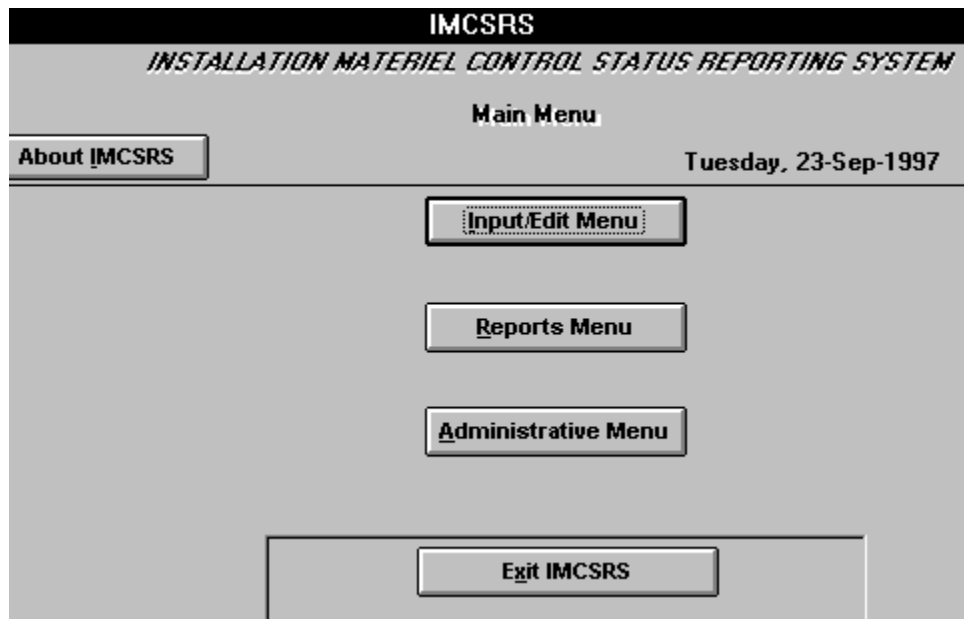 IMCSRS
INSTALLATION MATERIEL CONTROL STATUS REPORTING SYSTEM
Main Menu
About IMCSRS
Tuesday, 23-Sep-1997
Input/Edit Menu
Reports Menu
Administrative Menu
Exit IMCSRS